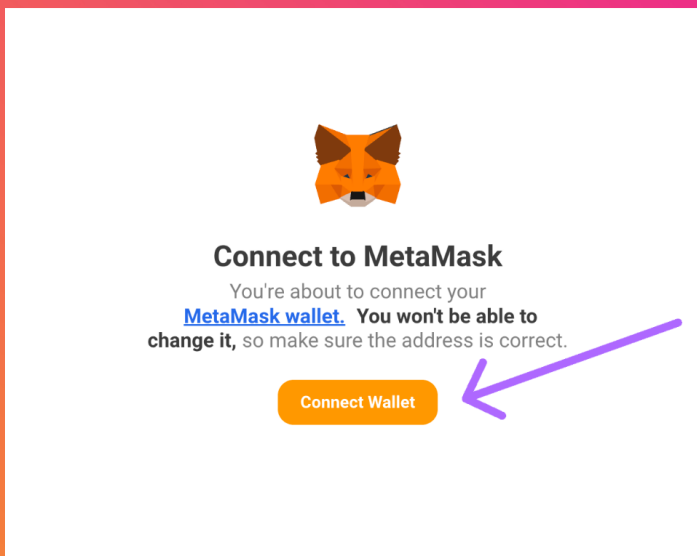 Connect to MetaMask
You're about to connect your
MetaMask wallet. You won't be able to
change it, so make sure the address is correct.
Connect Wallet